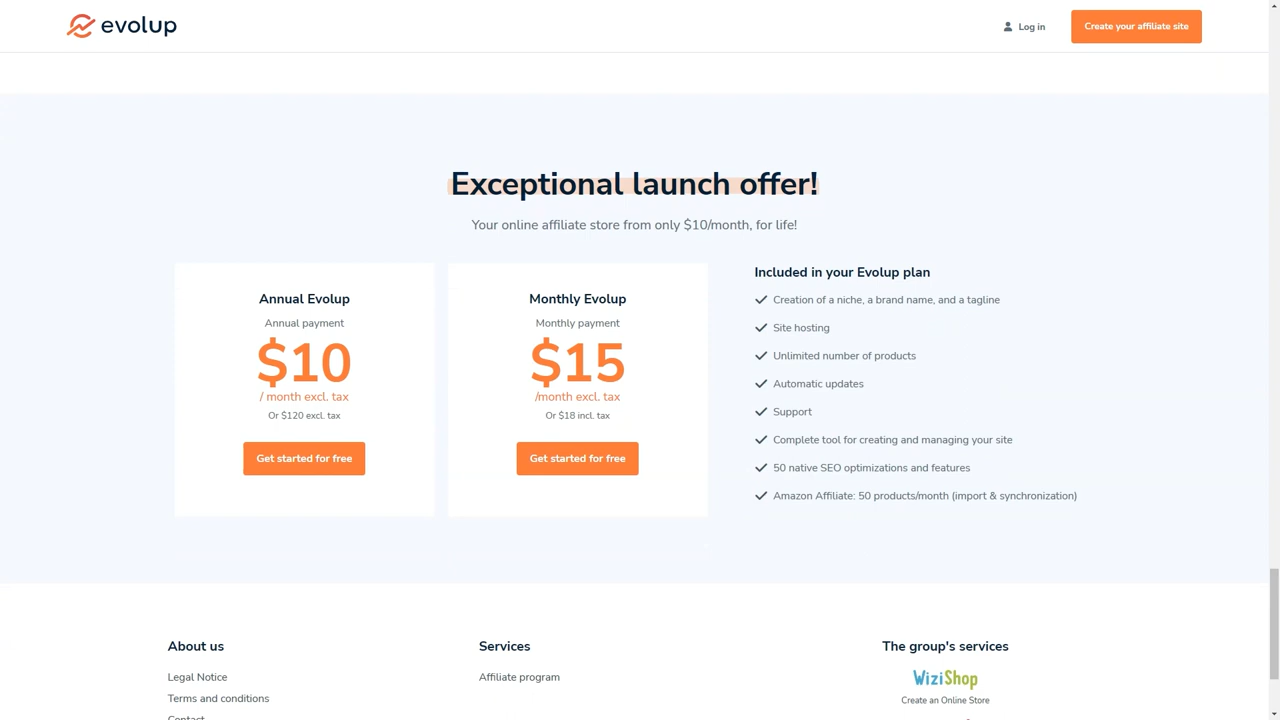 evolup
Log in
Create your affiliate site
Exceptional launch offer!
Your online affiliate store from only $10/month, for life!
Annual Evolup
Annual payment
$10
/ month excl. tax
Or $120 excl. tax
Get started for free
Monthly Evolup
Monthly payment
$15
/month excl. tax
Or $18 incl. tax
Get started for free
Included in your Evolup plan
Creation of a niche, a brand name, and a tagline
Site hosting
Unlimited number of products
Automatic updates
Support
Complete tool for creating and managing your site
50 native SEO optimizations and features
Amazon Affiliate: 50 products/month (import & synchronization)
About us
Legal Notice
Terms and conditions
Contact
Services
Affiliate program
The group's services
WiziShop
Create an Online Store